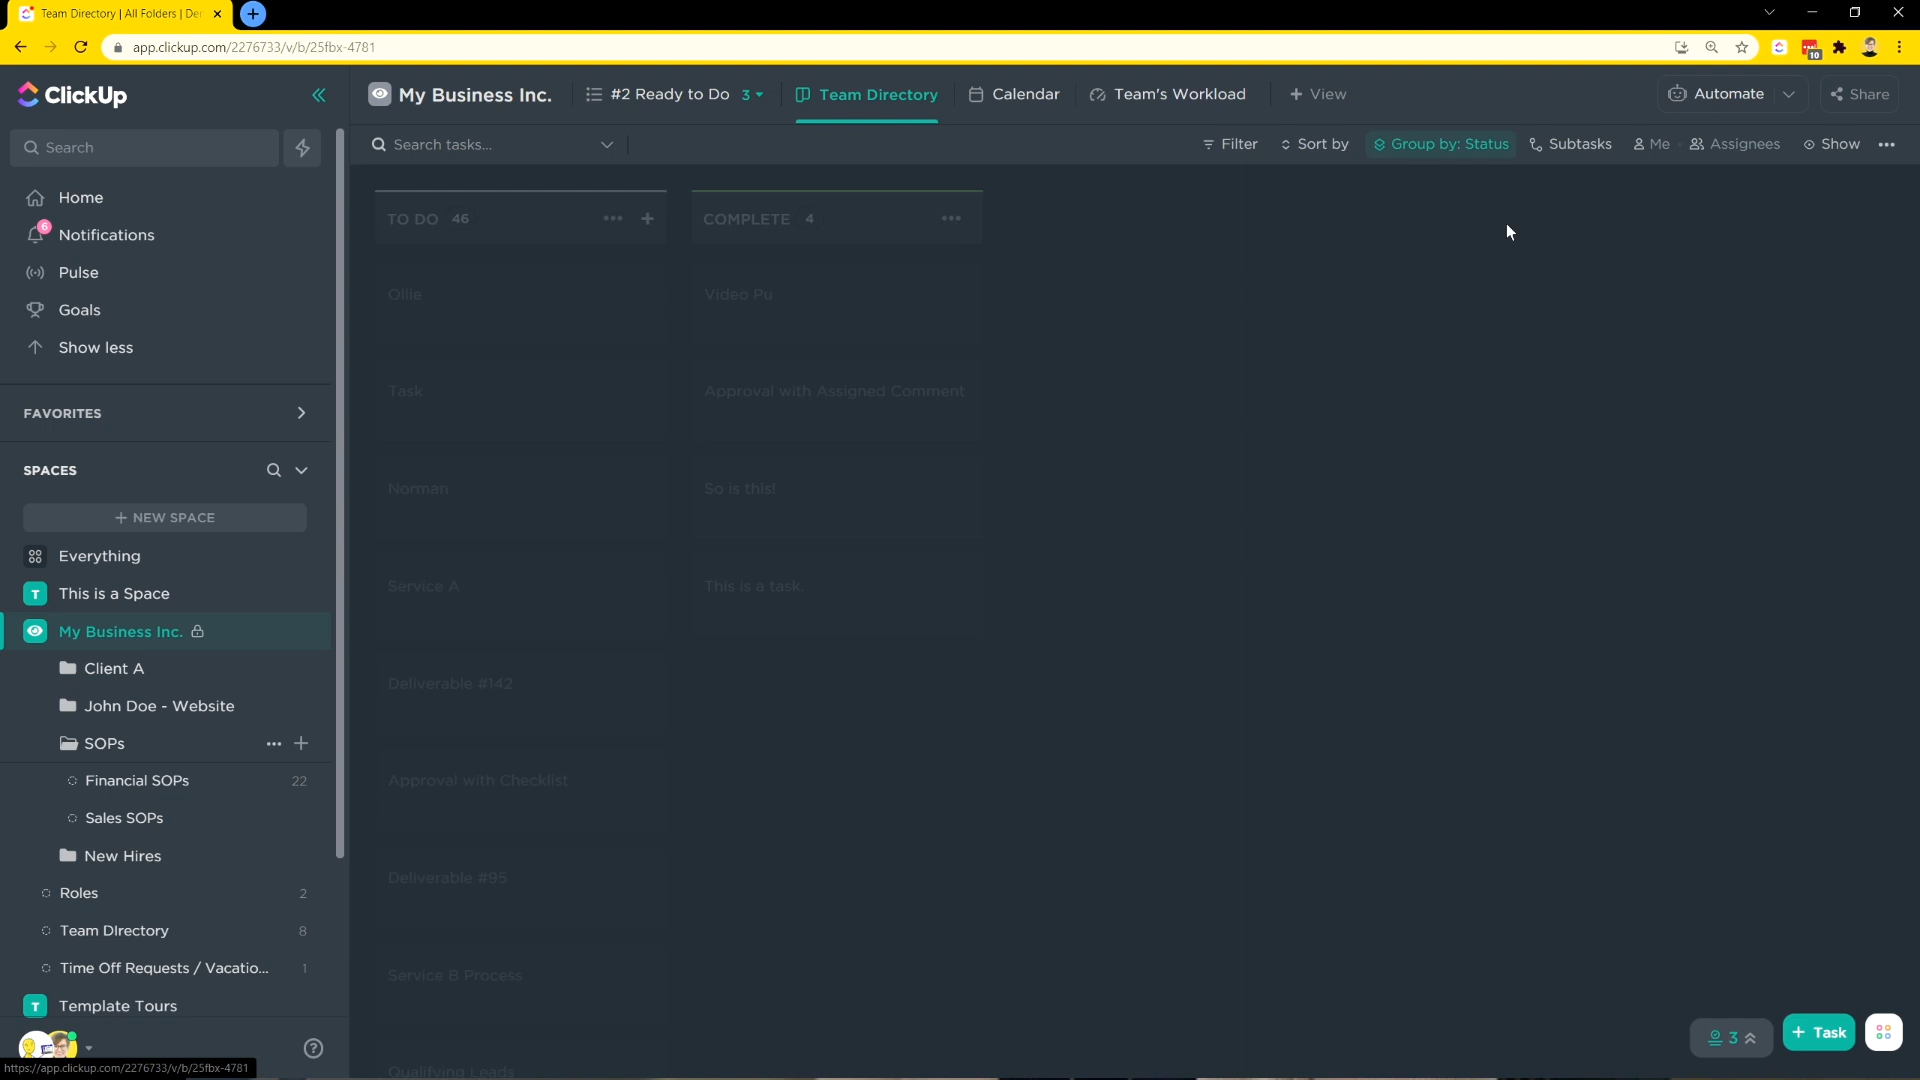 Team Directory | All Folders | De
app.clickup.com/2276733/v/b/25fbx-4781
10
ClickUp
My Business Inc.
#2 Ready to Do 3
Team Directory
Calendar
Team's Workload
+ View
Automate
Share
Search
Search tasks...
Filter
Sort by
Group by: Status
Subtasks
Me
Assignees
Show
Home
6
Notifications
Pulse
Goals
Show less
FAVORITES
SPACES
+ NEW SPACE
Everything
T This is a Space
My Business Inc.
Client A
John Doe - Website
SOPs
Financial SOPs 22
Sales SOPs
New Hires
Roles 2
Team DIrectory 8
Time Off Requests / Vacatio... 1
T Template Tours
https://app.clickup.com/2276733/v/b/25fbx-4781
TO DO 46
Ollie
Task
Norman
Service A
Deliverable #142
Approval with Checklist
Deliverable #95
Service B Process
Qualifying Leads
COMPLETE 4
Video Pu
Approval with Assigned Comment
So is this!
This is a task.
3
+ Task